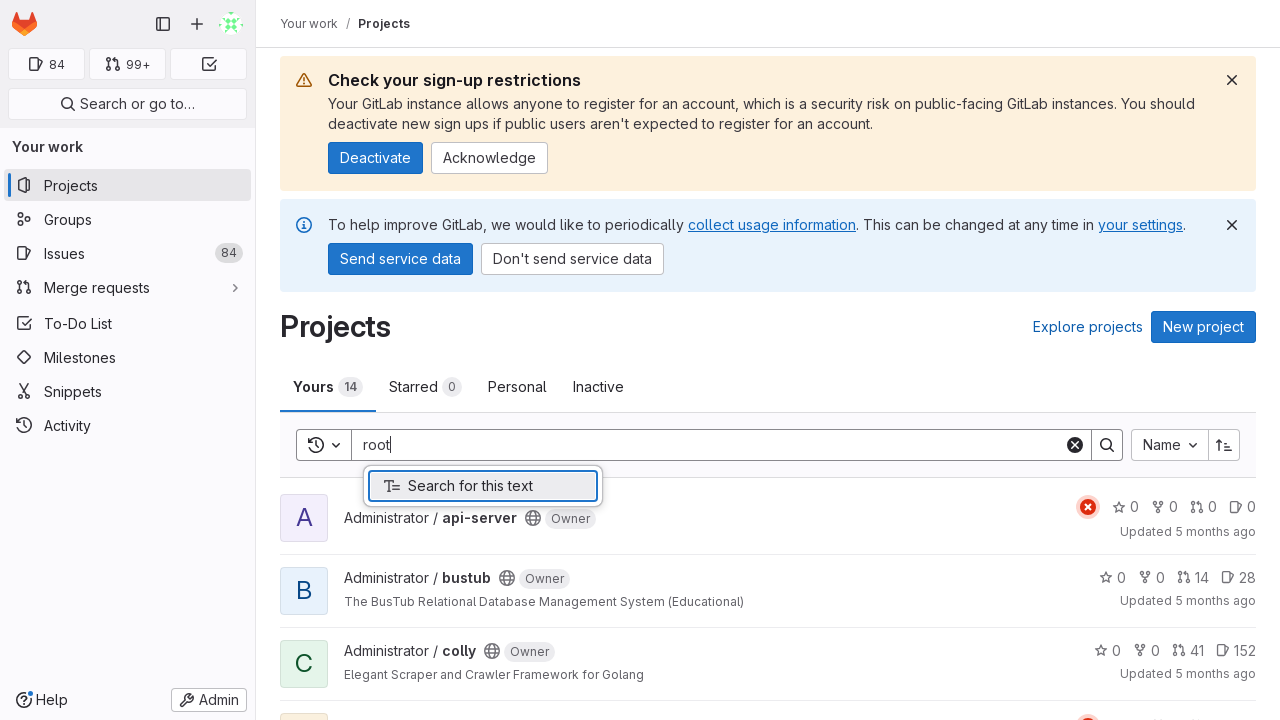 84
99+
Search or go to…
Your work
Projects
Groups
Issues
84
Merge requests
To-Do List
Milestones
Snippets
Activity
Help
Admin
Your work / Projects
Check your sign-up restrictions
Your GitLab instance allows anyone to register for an account, which is a security risk on public-facing GitLab instances. You should
deactivate new sign ups if public users aren't expected to register for an account.
Deactivate
Acknowledge
To help improve GitLab, we would like to periodically collect usage information. This can be changed at any time in your settings.
Send service data
Don't send service data
Projects
Explore projects
New project
Yours 14
Starred 0
Personal
Inactive
root
Name
Search for this text
A
Administrator / api-server
Owner
0 0 0 0
Updated 5 months ago
B
Administrator / bustub
Owner
The BusTub Relational Database Management System (Educational)
0 0 14 28
Updated 5 months ago
C
Administrator / colly
Owner
Elegant Scraper and Crawler Framework for Golang
0 0 41 152
Updated 5 months ago